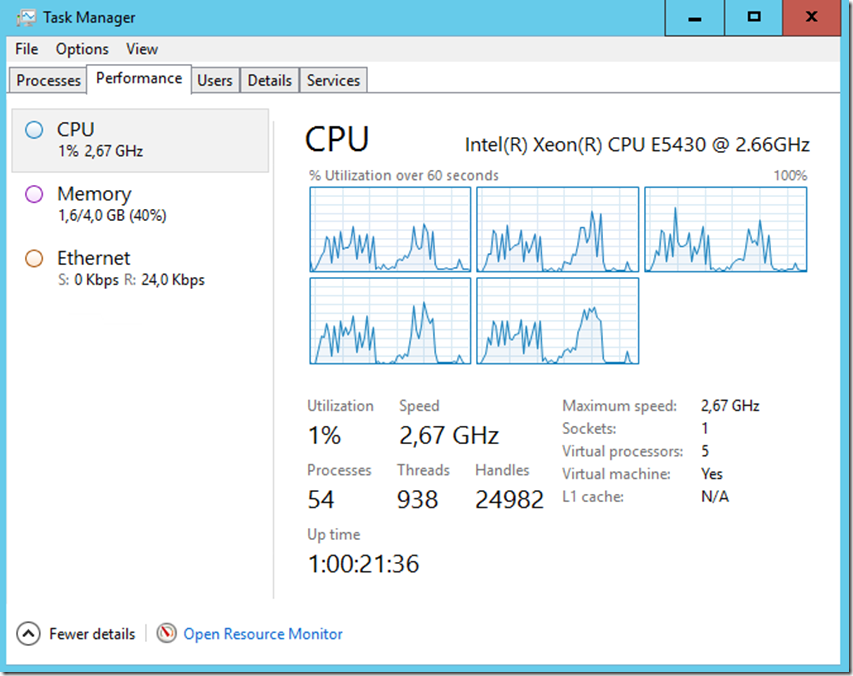 Task Manager
File Options View
Processes Performance Users Details Services
CPU
1% 2,67 GHz
Memory
1,6/4,0 GB (40%)
Ethernet
S: 0 Kbps R: 24,0 Kbps
CPU Intel(R) Xeon(R) CPU E5430 @ 2.66GHz
% Utilization over 60 seconds 100%
Utilization Speed
1% 2,67 GHz
Processes Threads Handles
54 938 24982
Up time
1:00:21:36
Maximum speed: 2,67 GHz
Sockets: 1
Virtual processors: 5
Virtual machine: Yes
L1 cache: N/A
Fewer details Open Resource Monitor